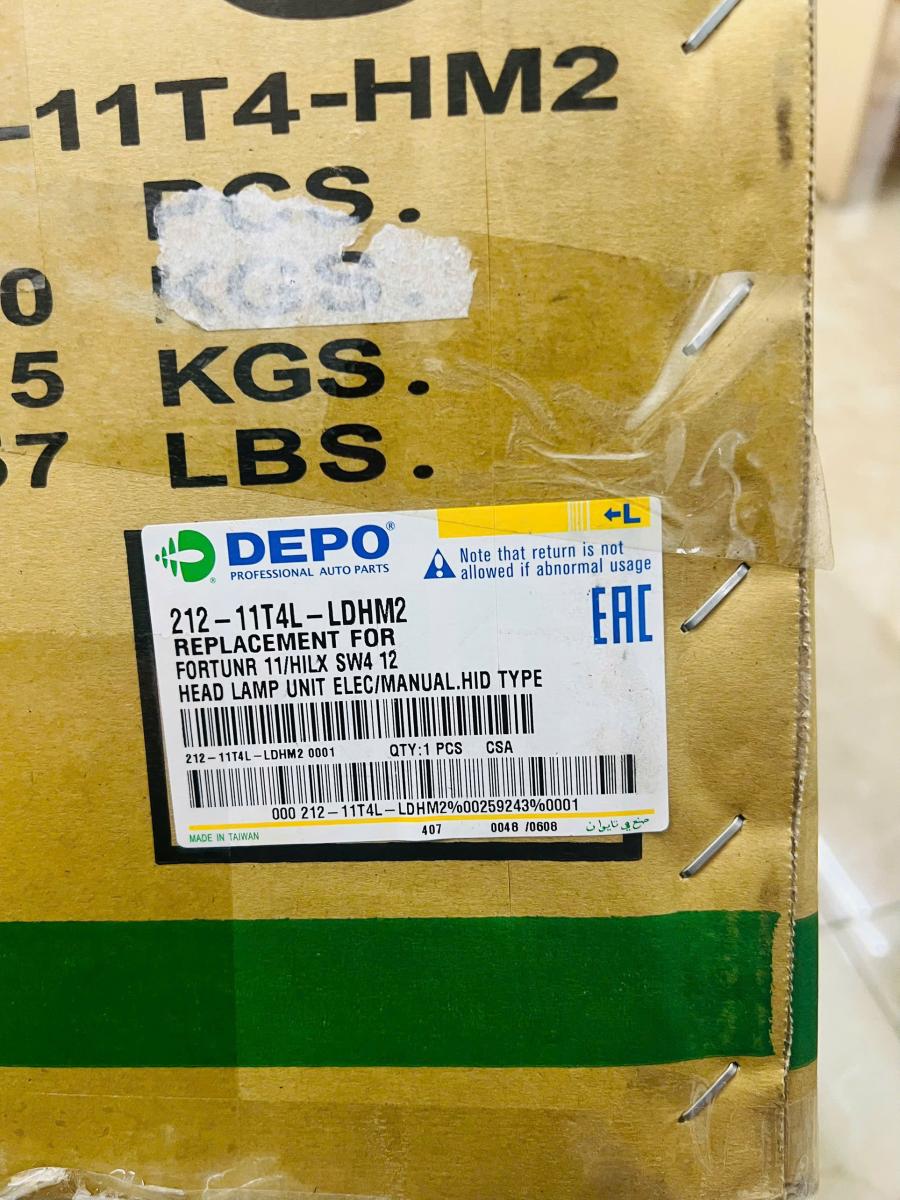 -11T4-HM2
PCS.
0 KGS.
5 KGS.
57 LBS.
←L
DEPO®
PROFESSIONAL AUTO PARTS
Note that return is not
allowed if abnormal usage
212-11T4L-LDHM2
EAC
REPLACEMENT FOR
FORTUNR 11/HILX SW4 12
HEAD LAMP UNIT ELEC/MANUAL.HID TYPE
212-11T4L-LDHM2 0001 QTY:1 PCS CSA
000 212-11T4L-LDHM2%00259243%0001
MADE IN TAIWAN 407 0048 /0608 صنع في تايوان